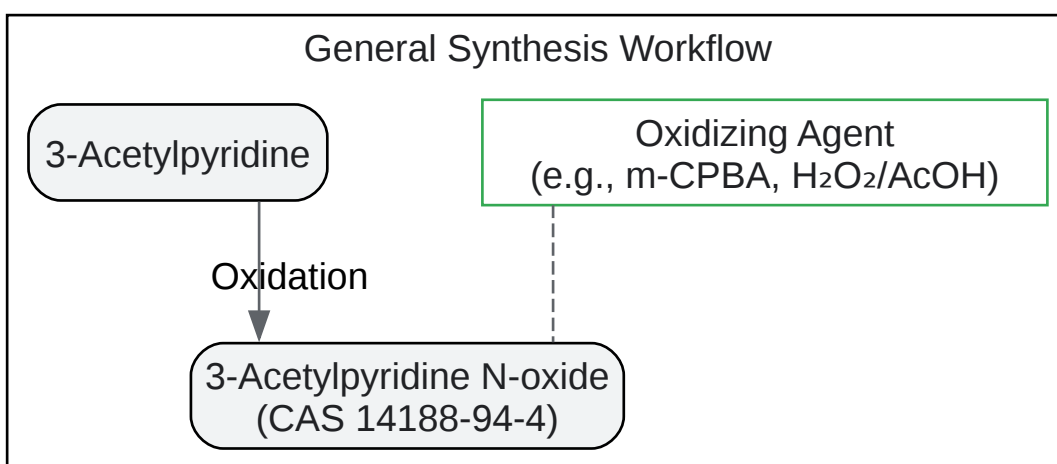 General Synthesis Workflow
3-Acetylpyridine
Oxidizing Agent
(e.g., m-CPBA, H₂O₂/AcOH)
Oxidation
3-Acetylpyridine N-oxide
(CAS 14188-94-4)